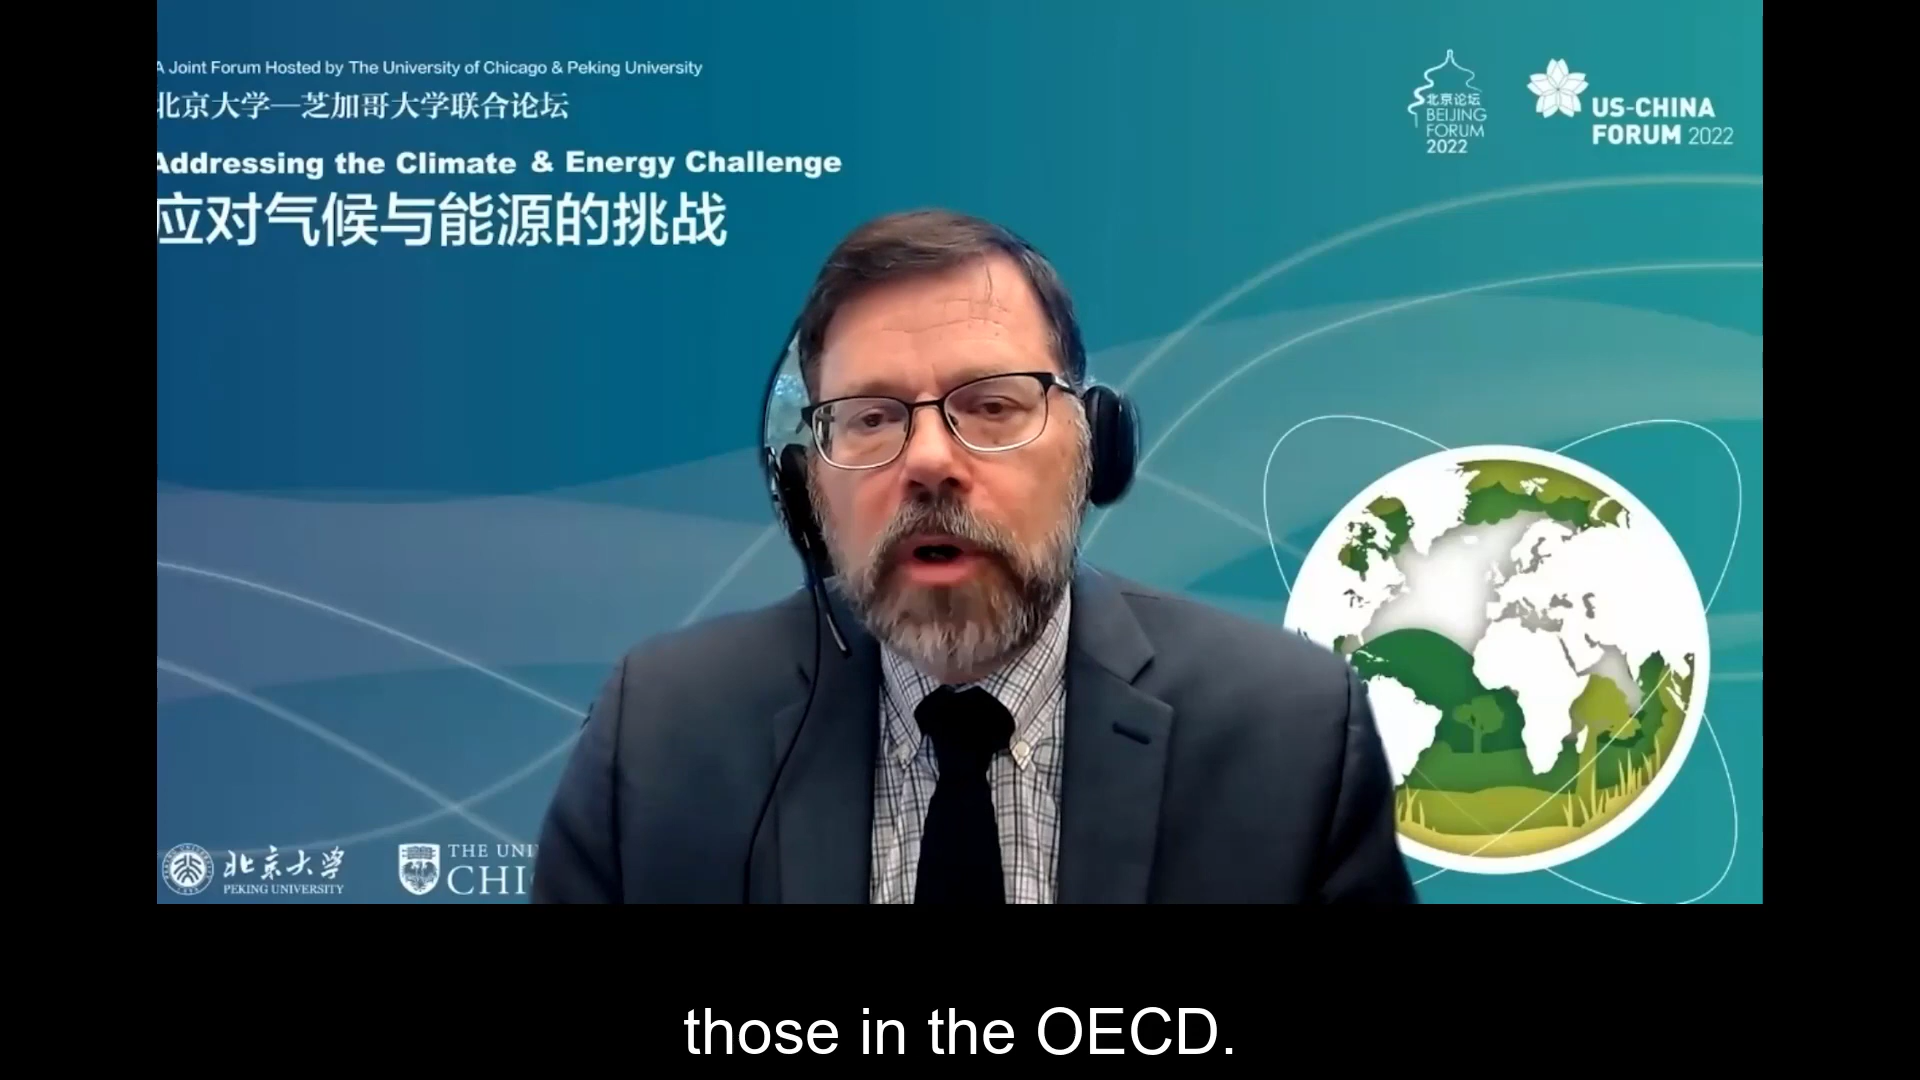 A Joint Forum Hosted by The University of Chicago & Peking University
北京大学—芝加哥大学联合论坛
Addressing the Climate & Energy Challenge
应对气候与能源的挑战
北京论坛
BEIJING
FORUM
2022
US-CHINA
FORUM 2022
北京大学
PEKING UNIVERSITY
THE UNI
CHI
those in the OECD.